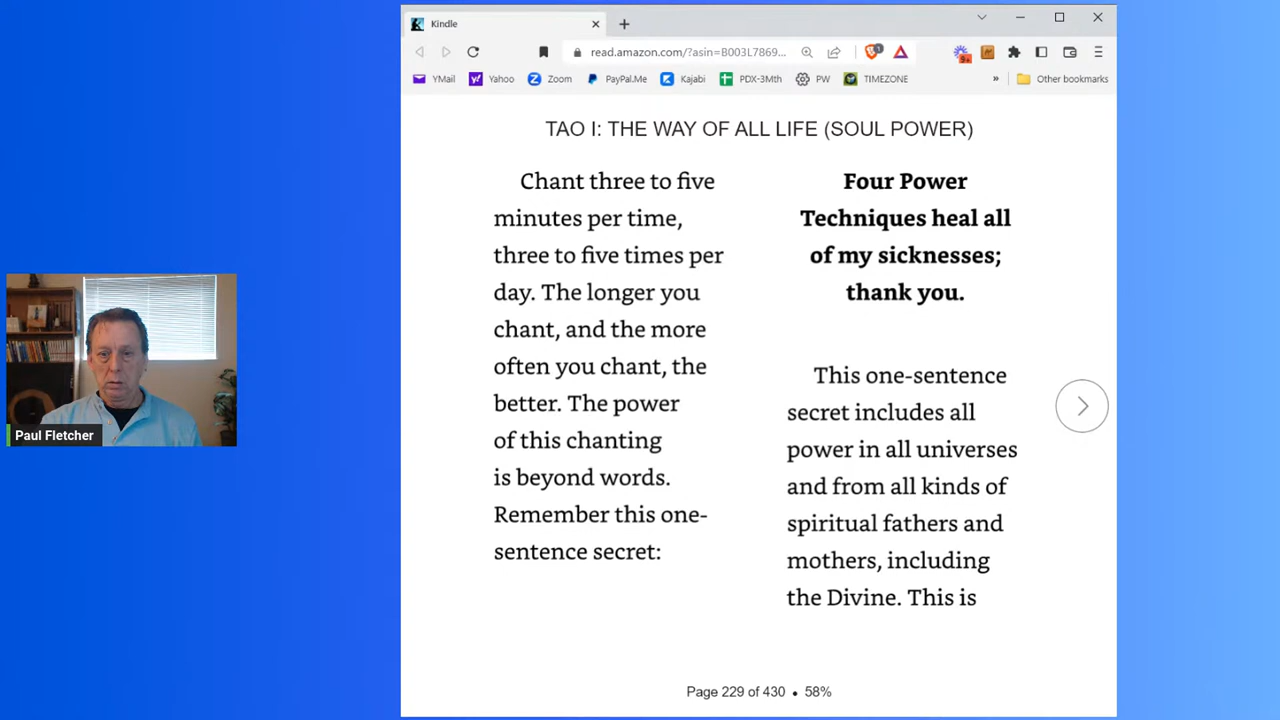 Kindle
read.amazon.com/?asin=B003L7869...
1
9+
YMail Yahoo Zoom PayPal.Me Kajabi PDX-3Mth PW TIMEZONE » Other bookmarks
TAO I: THE WAY OF ALL LIFE (SOUL POWER)
Chant three to five
minutes per time,
three to five times per
day. The longer you
chant, and the more
often you chant, the
better. The power
of this chanting
is beyond words.
Remember this one-
sentence secret:
Four Power
Techniques heal all
of my sicknesses;
thank you.
This one-sentence
secret includes all
power in all universes
and from all kinds of
spiritual fathers and
mothers, including
the Divine. This is
Page 229 of 430 • 58%
Paul Fletcher